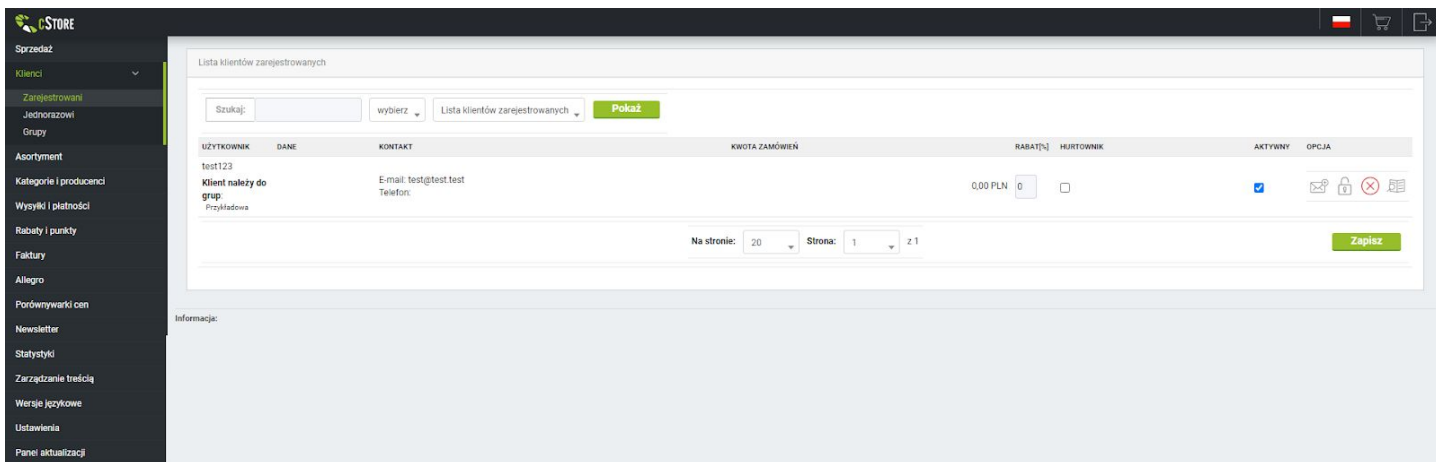 cSTORE
Sprzedaż
Klienci
Zarejestrowani
Jednorazowi
Grupy
Asortyment
Kategorie i producenci
Wysyłki i płatności
Rabaty i punkty
Faktury
Allegro
Porównywarki cen
Newsletter
Statystyki
Zarządzanie treścią
Wersje językowe
Ustawienia
Panel aktualizacji
Lista klientów zarejestrowanych
Szukaj: wybierz Lista klientów zarejestrowanych Pokaż
UŻYTKOWNIK DANE KONTAKT KWOTA ZAMÓWIEŃ RABAT[%] HURTOWNIK AKTYWNY OPCJA
test123
Klient należy do
grup:
Przykładowa
E-mail: test@test.test
Telefon:
0,00 PLN 0
Na stronie: 20 Strona: 1 z 1 Zapisz
Informacja: